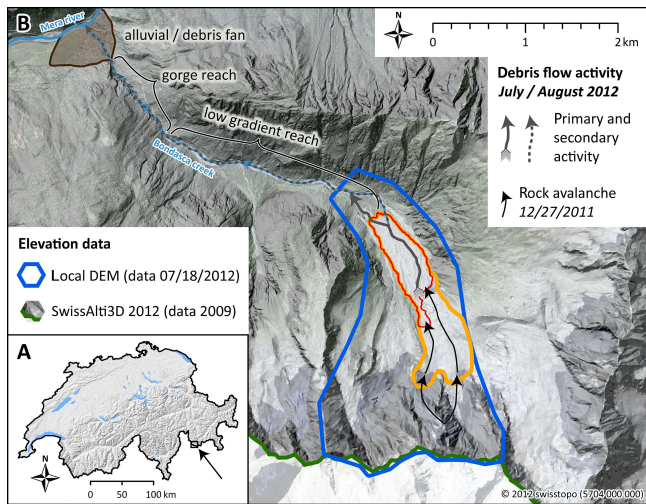 B
Mera river
alluvial / debris fan
gorge reach
low gradient reach
Bondasca creek
N
0 1 2 km
Debris flow activity
July / August 2012
Primary and
secondary
activity
Rock avalanche
12/27/2011
Elevation data
Local DEM (data 07/18/2012)
SwissAlti3D 2012 (data 2009)
A
N
0 50 100 km
© 2012 swisstopo (5704 000 000)